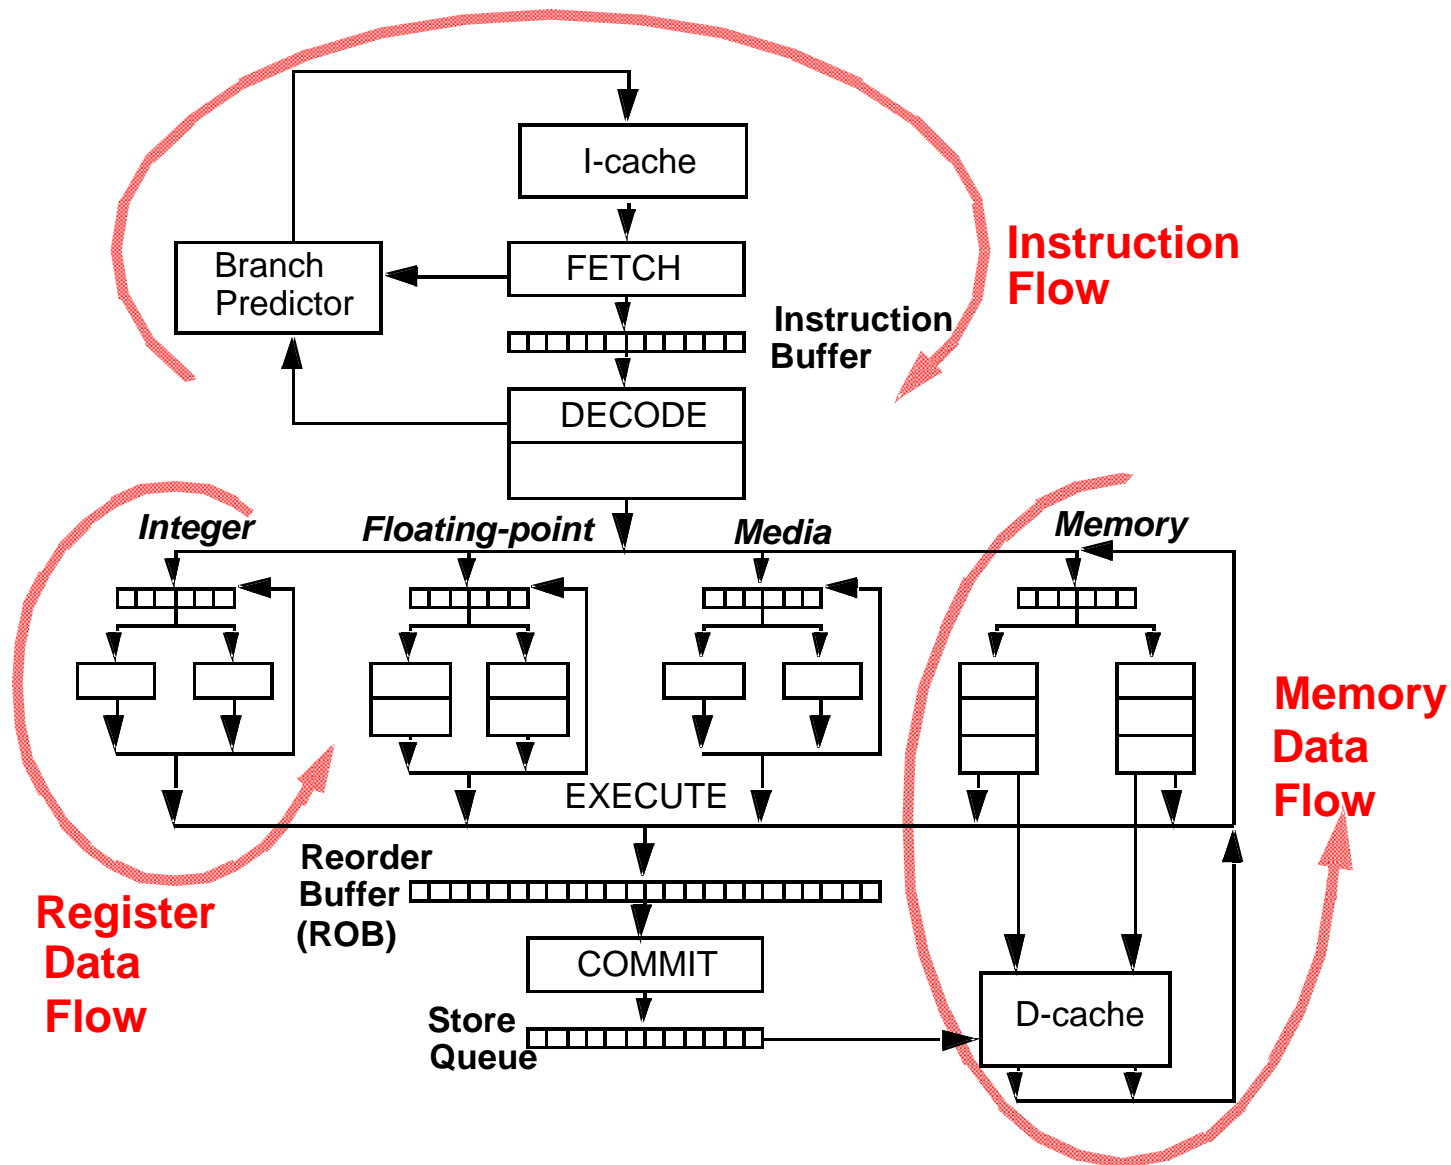 I-cache
Instruction
Flow
Branch
Predictor
FETCH
Instruction
Buffer
DECODE
Integer
Floating-point
Media
Memory
Memory
Data
Flow
EXECUTE
Reorder
Buffer
(ROB)
Register
Data
Flow
COMMIT
Store
Queue
D-cache